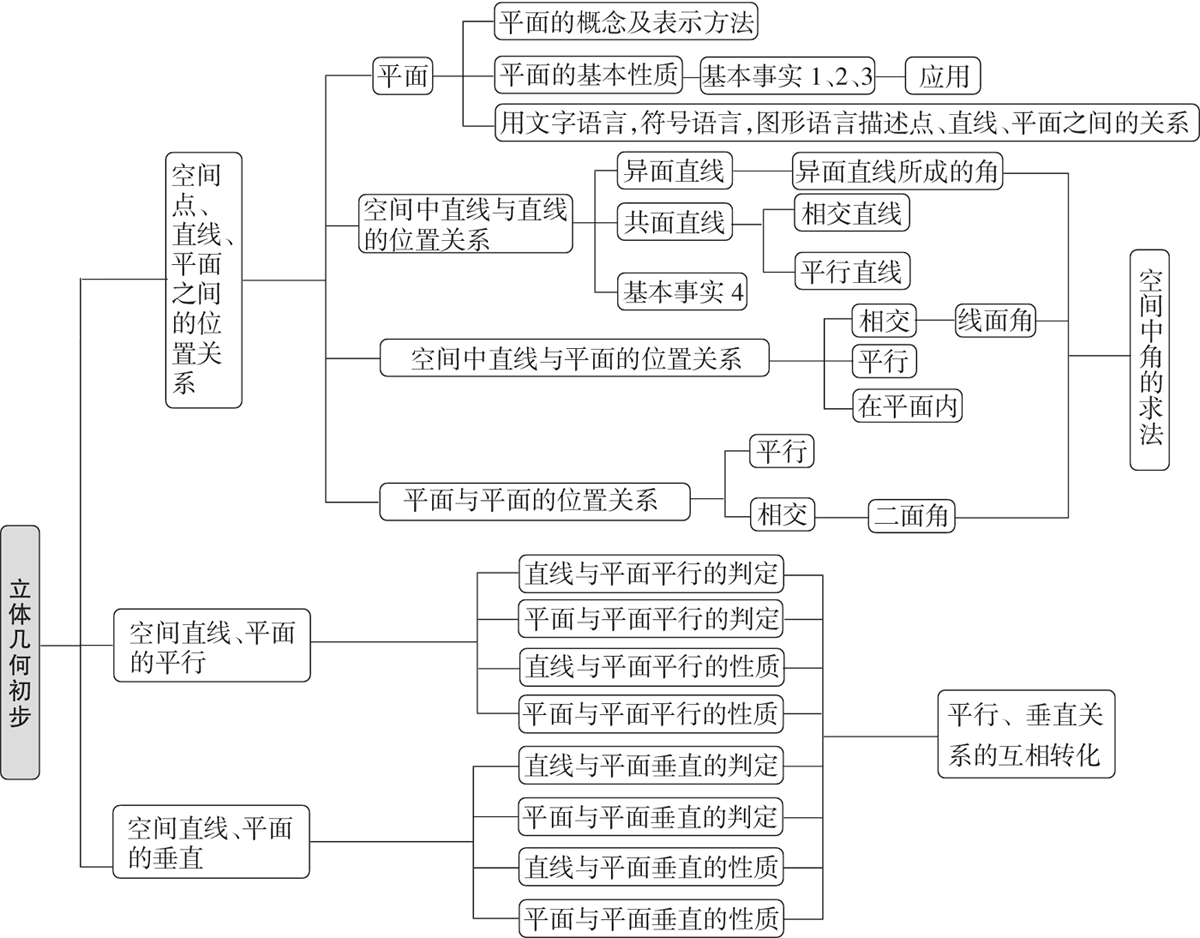 平面的概念及表示方法
平面
平面的基本性质
基本事实1、2、3
应用
用文字语言,符号语言,图形语言描述点、直线、平面之间的关系
空间
点、
直线、
平面
之间
的位
置关
系
空间中直线与直线
的位置关系
异面直线
异面直线所成的角
共面直线
相交直线
平行直线
基本事实4
空间中直线与平面的位置关系
相交
线面角
平行
在平面内
平面与平面的位置关系
平行
相交
二面角
空间中角的求法
立体几何初步
空间直线、平面
的平行
直线与平面平行的判定
平面与平面平行的判定
直线与平面平行的性质
平面与平面平行的性质
空间直线、平面
的垂直
直线与平面垂直的判定
平面与平面垂直的判定
直线与平面垂直的性质
平面与平面垂直的性质
平行、垂直关
系的互相转化